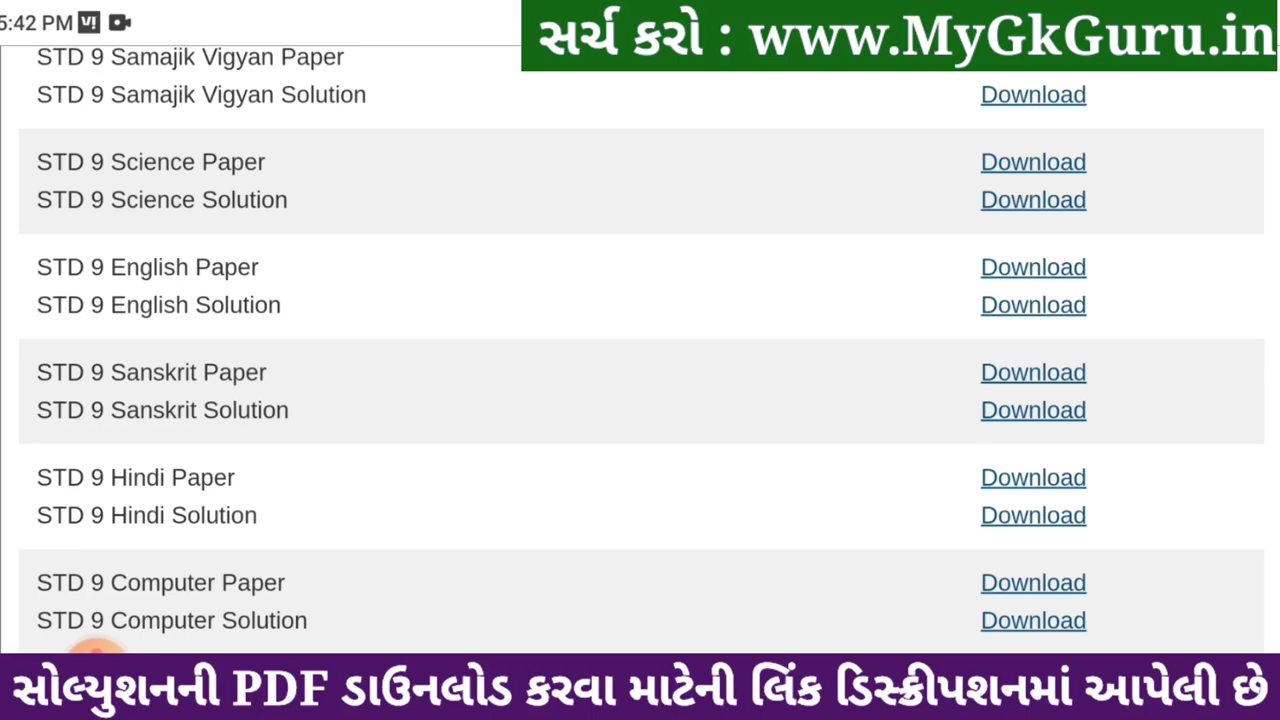 5:42 PM
સર્ચ કરો : www.MyGkGuru.in
STD 9 Samajik Vigyan Paper
STD 9 Samajik Vigyan Solution Download
STD 9 Science Paper Download
STD 9 Science Solution Download
STD 9 English Paper Download
STD 9 English Solution Download
STD 9 Sanskrit Paper Download
STD 9 Sanskrit Solution Download
STD 9 Hindi Paper Download
STD 9 Hindi Solution Download
STD 9 Computer Paper Download
STD 9 Computer Solution Download
સોલ્યુશનની PDF ડાઉનલોડ કરવા માટેની લિંક ડિસ્ક્રીપશનમાં આપેલી છે